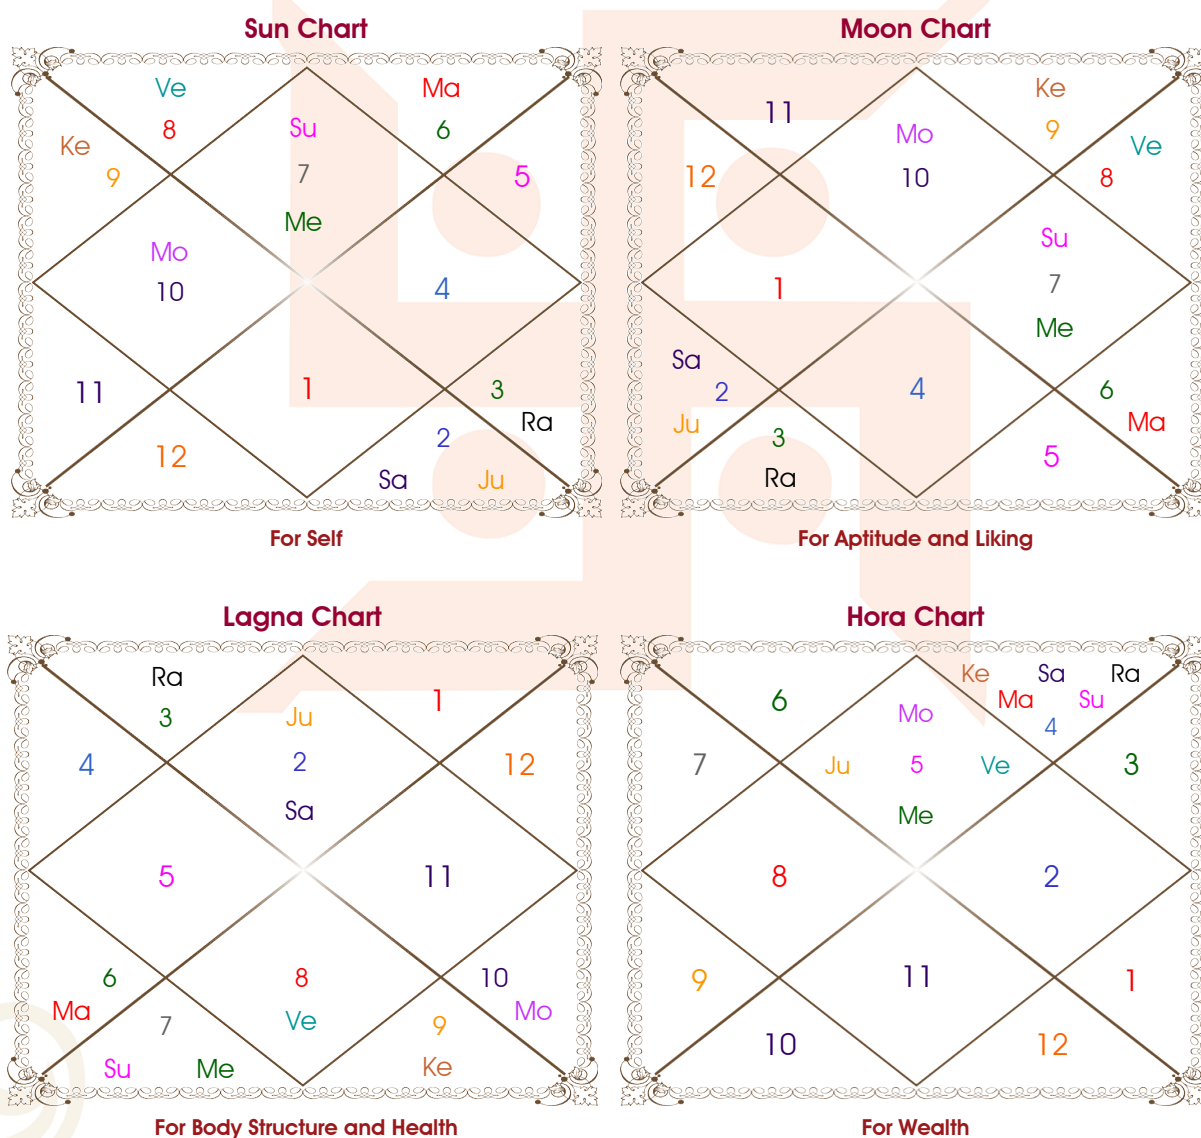 Sun Chart
Ve
Ma
8
Su
6
Ke
9
7
5
Me
Mo
10
4
11
1
3
12
2
Ra
Sa
Ju
For Self
Moon Chart
11
Ke
Mo
9
Ve
12
10
8
Su
1
7
Me
Sa
2
4
6
Ju
3
Ma
Ra
5
For Aptitude and Liking
Lagna Chart
Ra
3
Ju
1
4
2
12
Sa
5
11
6
8
10
Ma
7
Ve
9
Mo
Su
Me
Ke
For Body Structure and Health
Hora Chart
Ke Sa Ra
6
Mo
Ma Su
4
7
Ju 5 Ve
3
Me
8
2
9
11
1
10
12
For Wealth